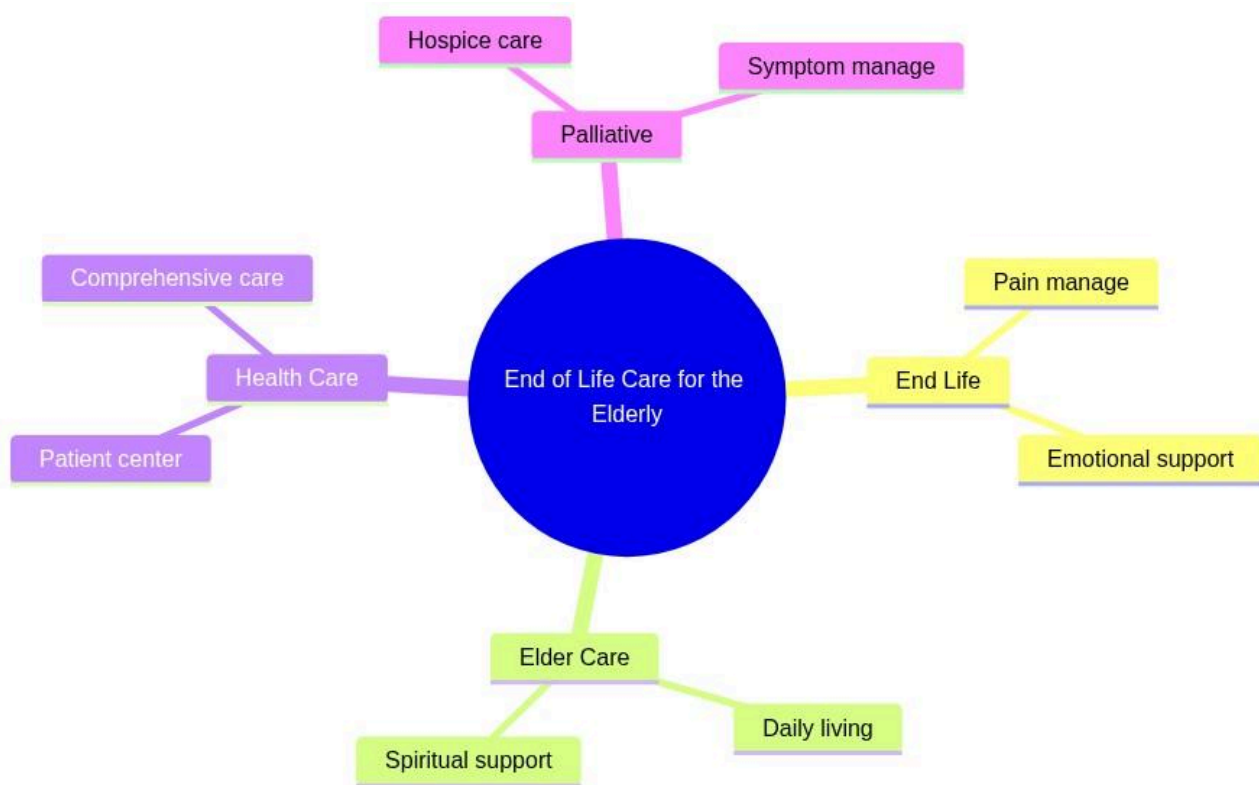 Hospice care
Symptom manage
Palliative
Comprehensive care
Pain manage
Health Care
End of Life Care for the
Elderly
End Life
Patient center
Emotional support
Elder Care
Daily living
Spiritual support